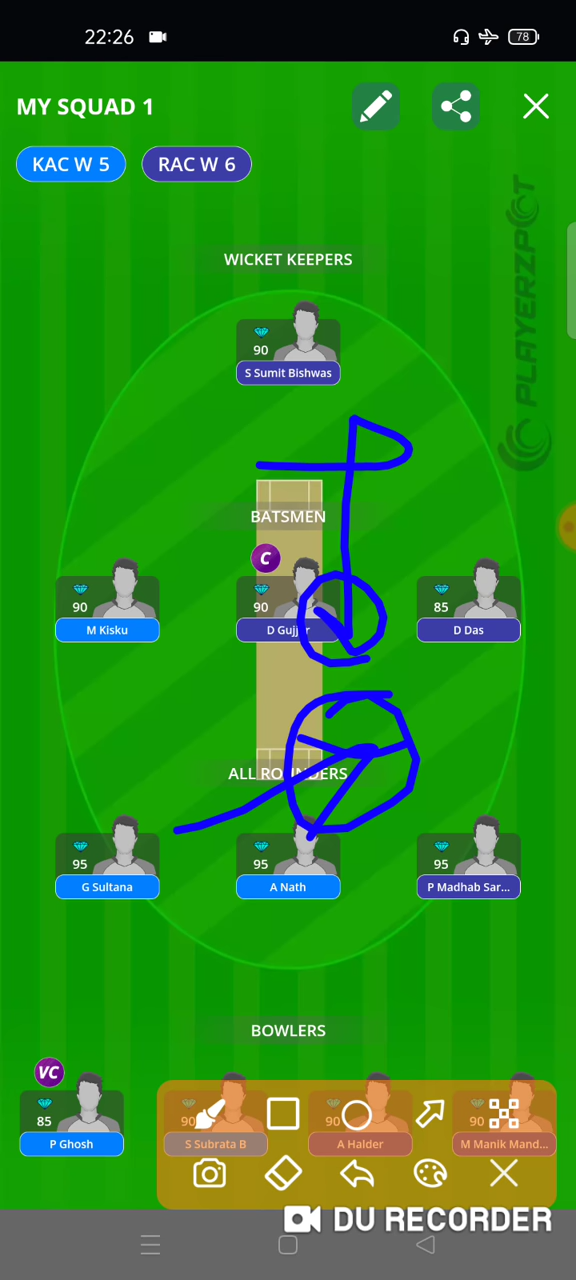 22:26 78
MY SQUAD 1
KAC W 5 RAC W 6
PLAYERZPOT
WICKET KEEPERS
90
S Sumit Bishwas
BATSMEN
C
90 90 85
M Kisku D Gujjar D Das
ALL ROUNDERS
95 95 95
G Sultana A Nath P Madhab Sar...
BOWLERS
VC
85 90 90 90
P Ghosh S Subrata B A Halder M Manik Mand...
DU RECORDER